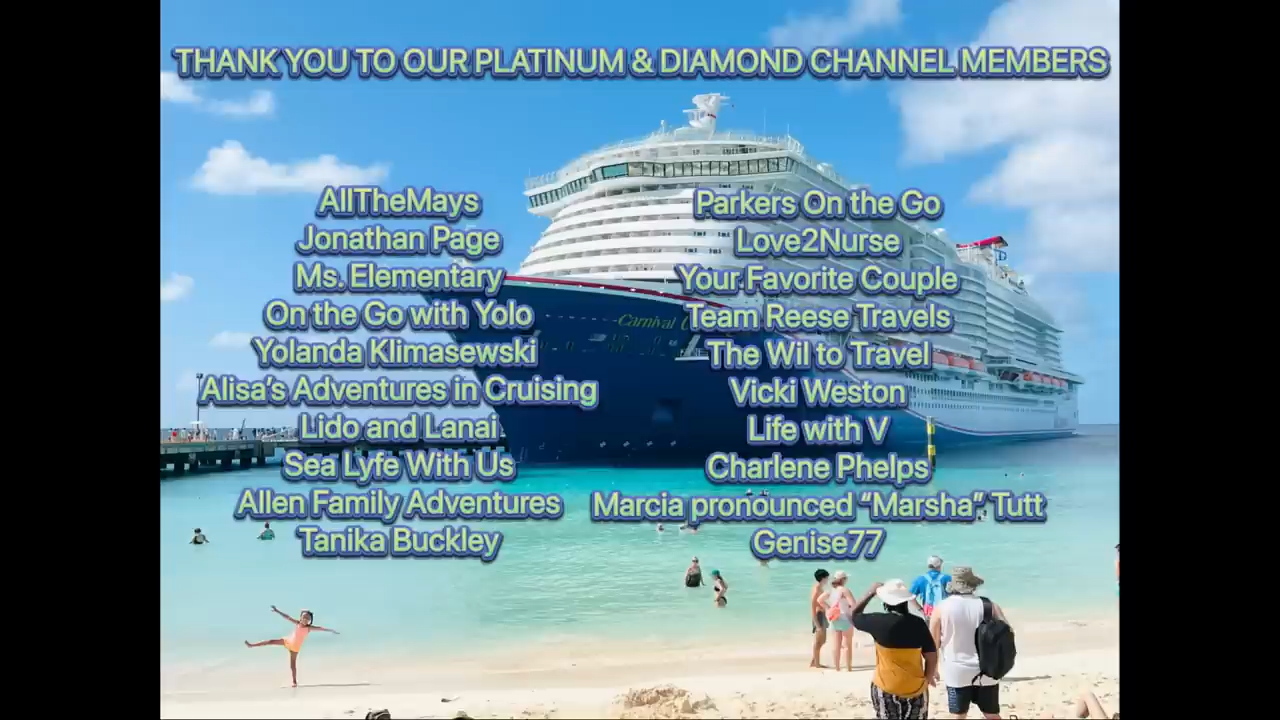 THANK YOU TO OUR PLATINUM & DIAMOND CHANNEL MEMBERS
AllTheMays
Jonathan Page
Ms. Elementary
On the Go with Yolo
Yolanda Klimasewski
Alisa’s Adventures in Cruising
Lido and Lanai
Sea Lyfe With Us
Allen Family Adventures
Tanika Buckley
Parkers On the Go
Love2Nurse
Your Favorite Couple
Team Reese Travels
The Wil to Travel
Vicki Weston
Life with V
Charlene Phelps
Marcia pronounced “Marsha”. Tutt
Genise77
Carnival